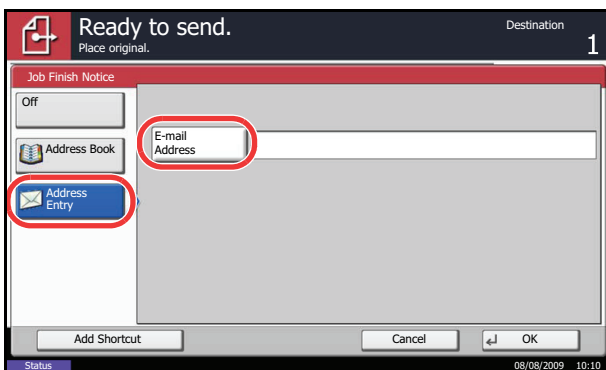 Ready to send.
Destination
Place original.
1
Job Finish Notice
Off
Address Book
Address
Entry
E-mail
Address
Add Shortcut
Cancel
OK
Status
08/08/2009 10:10